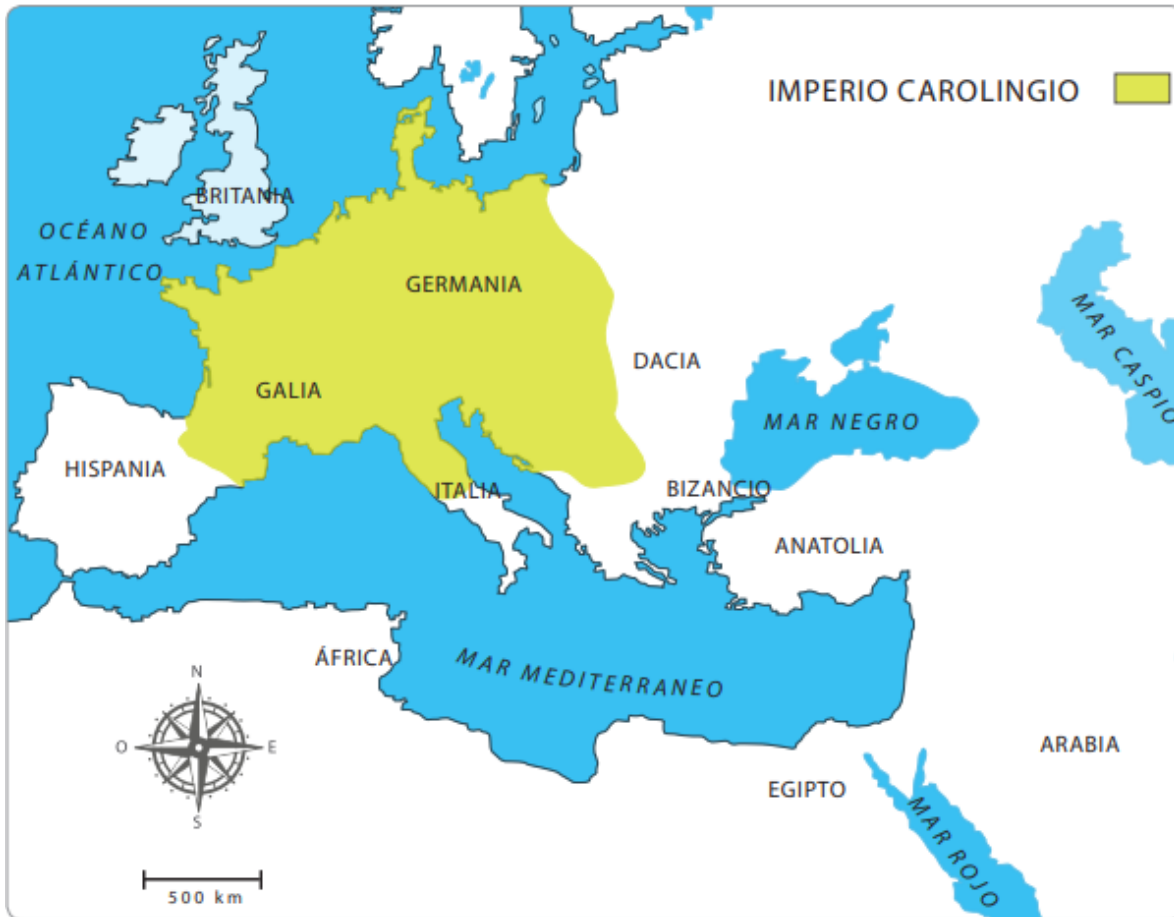 IMPERIO CAROLINGIO
BRITANIA
OCÉANO
ATLÁNTICO
GERMANIA
MAR CASPIO
DACIA
GALIA
MAR NEGRO
HISPANIA
ITALIA
BIZANCIO
ANATOLIA
ÁFRICA
MAR MEDITERRANEO
N
O
E
S
ARABIA
EGIPTO
MAR ROJO
500 km